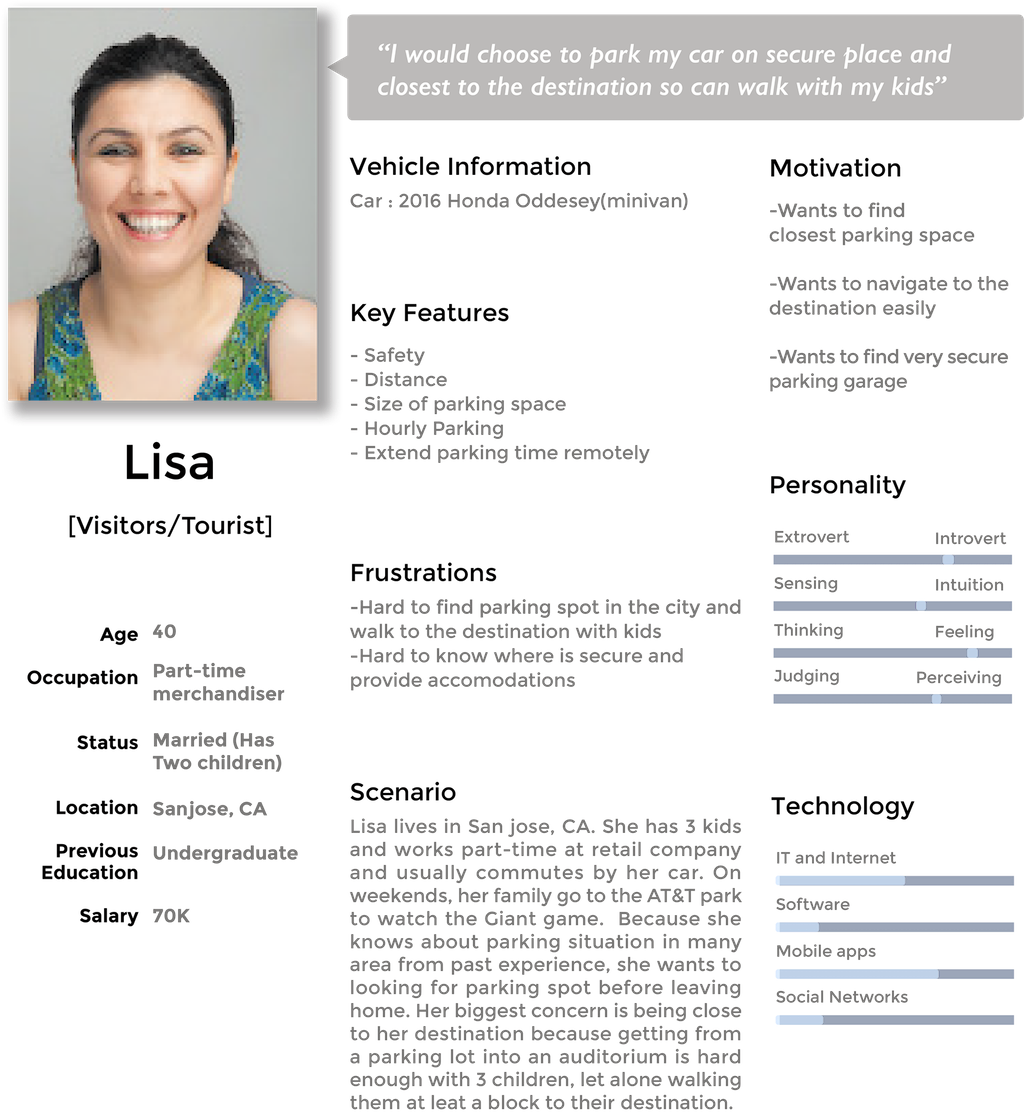 “I would choose to park my car on secure place and
closest to the destination so can walk with my kids”
Lisa
[Visitors/Tourist]
Age 40
Occupation Part-time
merchandiser
Status Married (Has
Two children)
Location Sanjose, CA
Previous
Education Undergraduate
Salary 70K
Vehicle Information
Car : 2016 Honda Oddesey(minivan)
Key Features
- Safety
- Distance
- Size of parking space
- Hourly Parking
- Extend parking time remotely
Frustrations
-Hard to find parking spot in the city and
walk to the destination with kids
-Hard to know where is secure and
provide accomodations
Scenario
Lisa lives in San jose, CA. She has 3 kids
and works part-time at retail company
and usually commutes by her car. On
weekends, her family go to the AT&T park
to watch the Giant game. Because she
knows about parking situation in many
area from past experience, she wants to
looking for parking spot before leaving
home. Her biggest concern is being close
to her destination because getting from
a parking lot into an auditorium is hard
enough with 3 children, let alone walking
them at leat a block to their destination.
Motivation
-Wants to find
closest parking space
-Wants to navigate to the
destination easily
-Wants to find very secure
parking garage
Personality
Extrovert Introvert
Sensing Intuition
Thinking Feeling
Judging Perceiving
Technology
IT and Internet
Software
Mobile apps
Social Networks